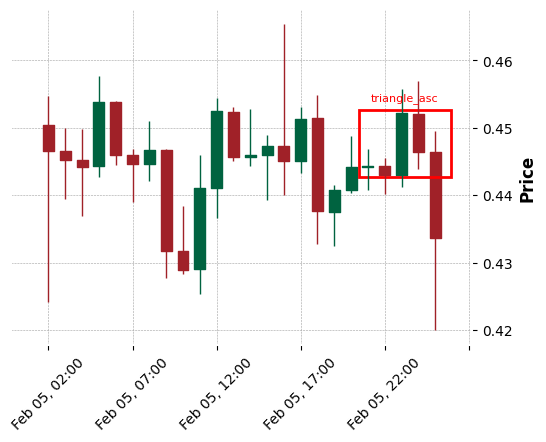 triangle_asc
0.46
0.45
0.44
0.43
0.42
Price
Feb 05, 02:00
Feb 05, 07:00
Feb 05, 12:00
Feb 05, 17:00
Feb 05, 22:00